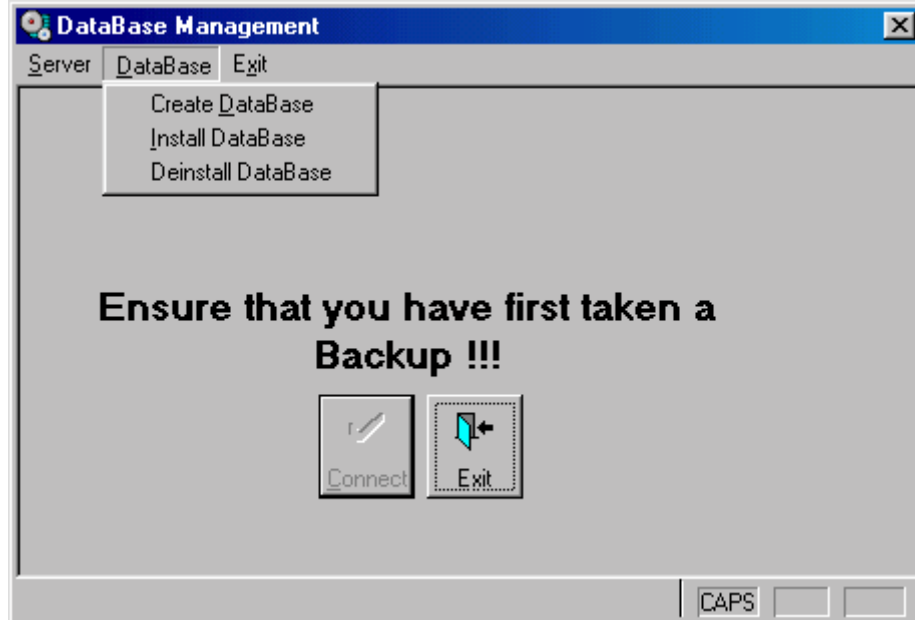 DataBase Management
Server DataBase Exit
Create DataBase
Install DataBase
Deinstall DataBase
Ensure that you have first taken a
Backup !!!
Connect Exit
CAPS